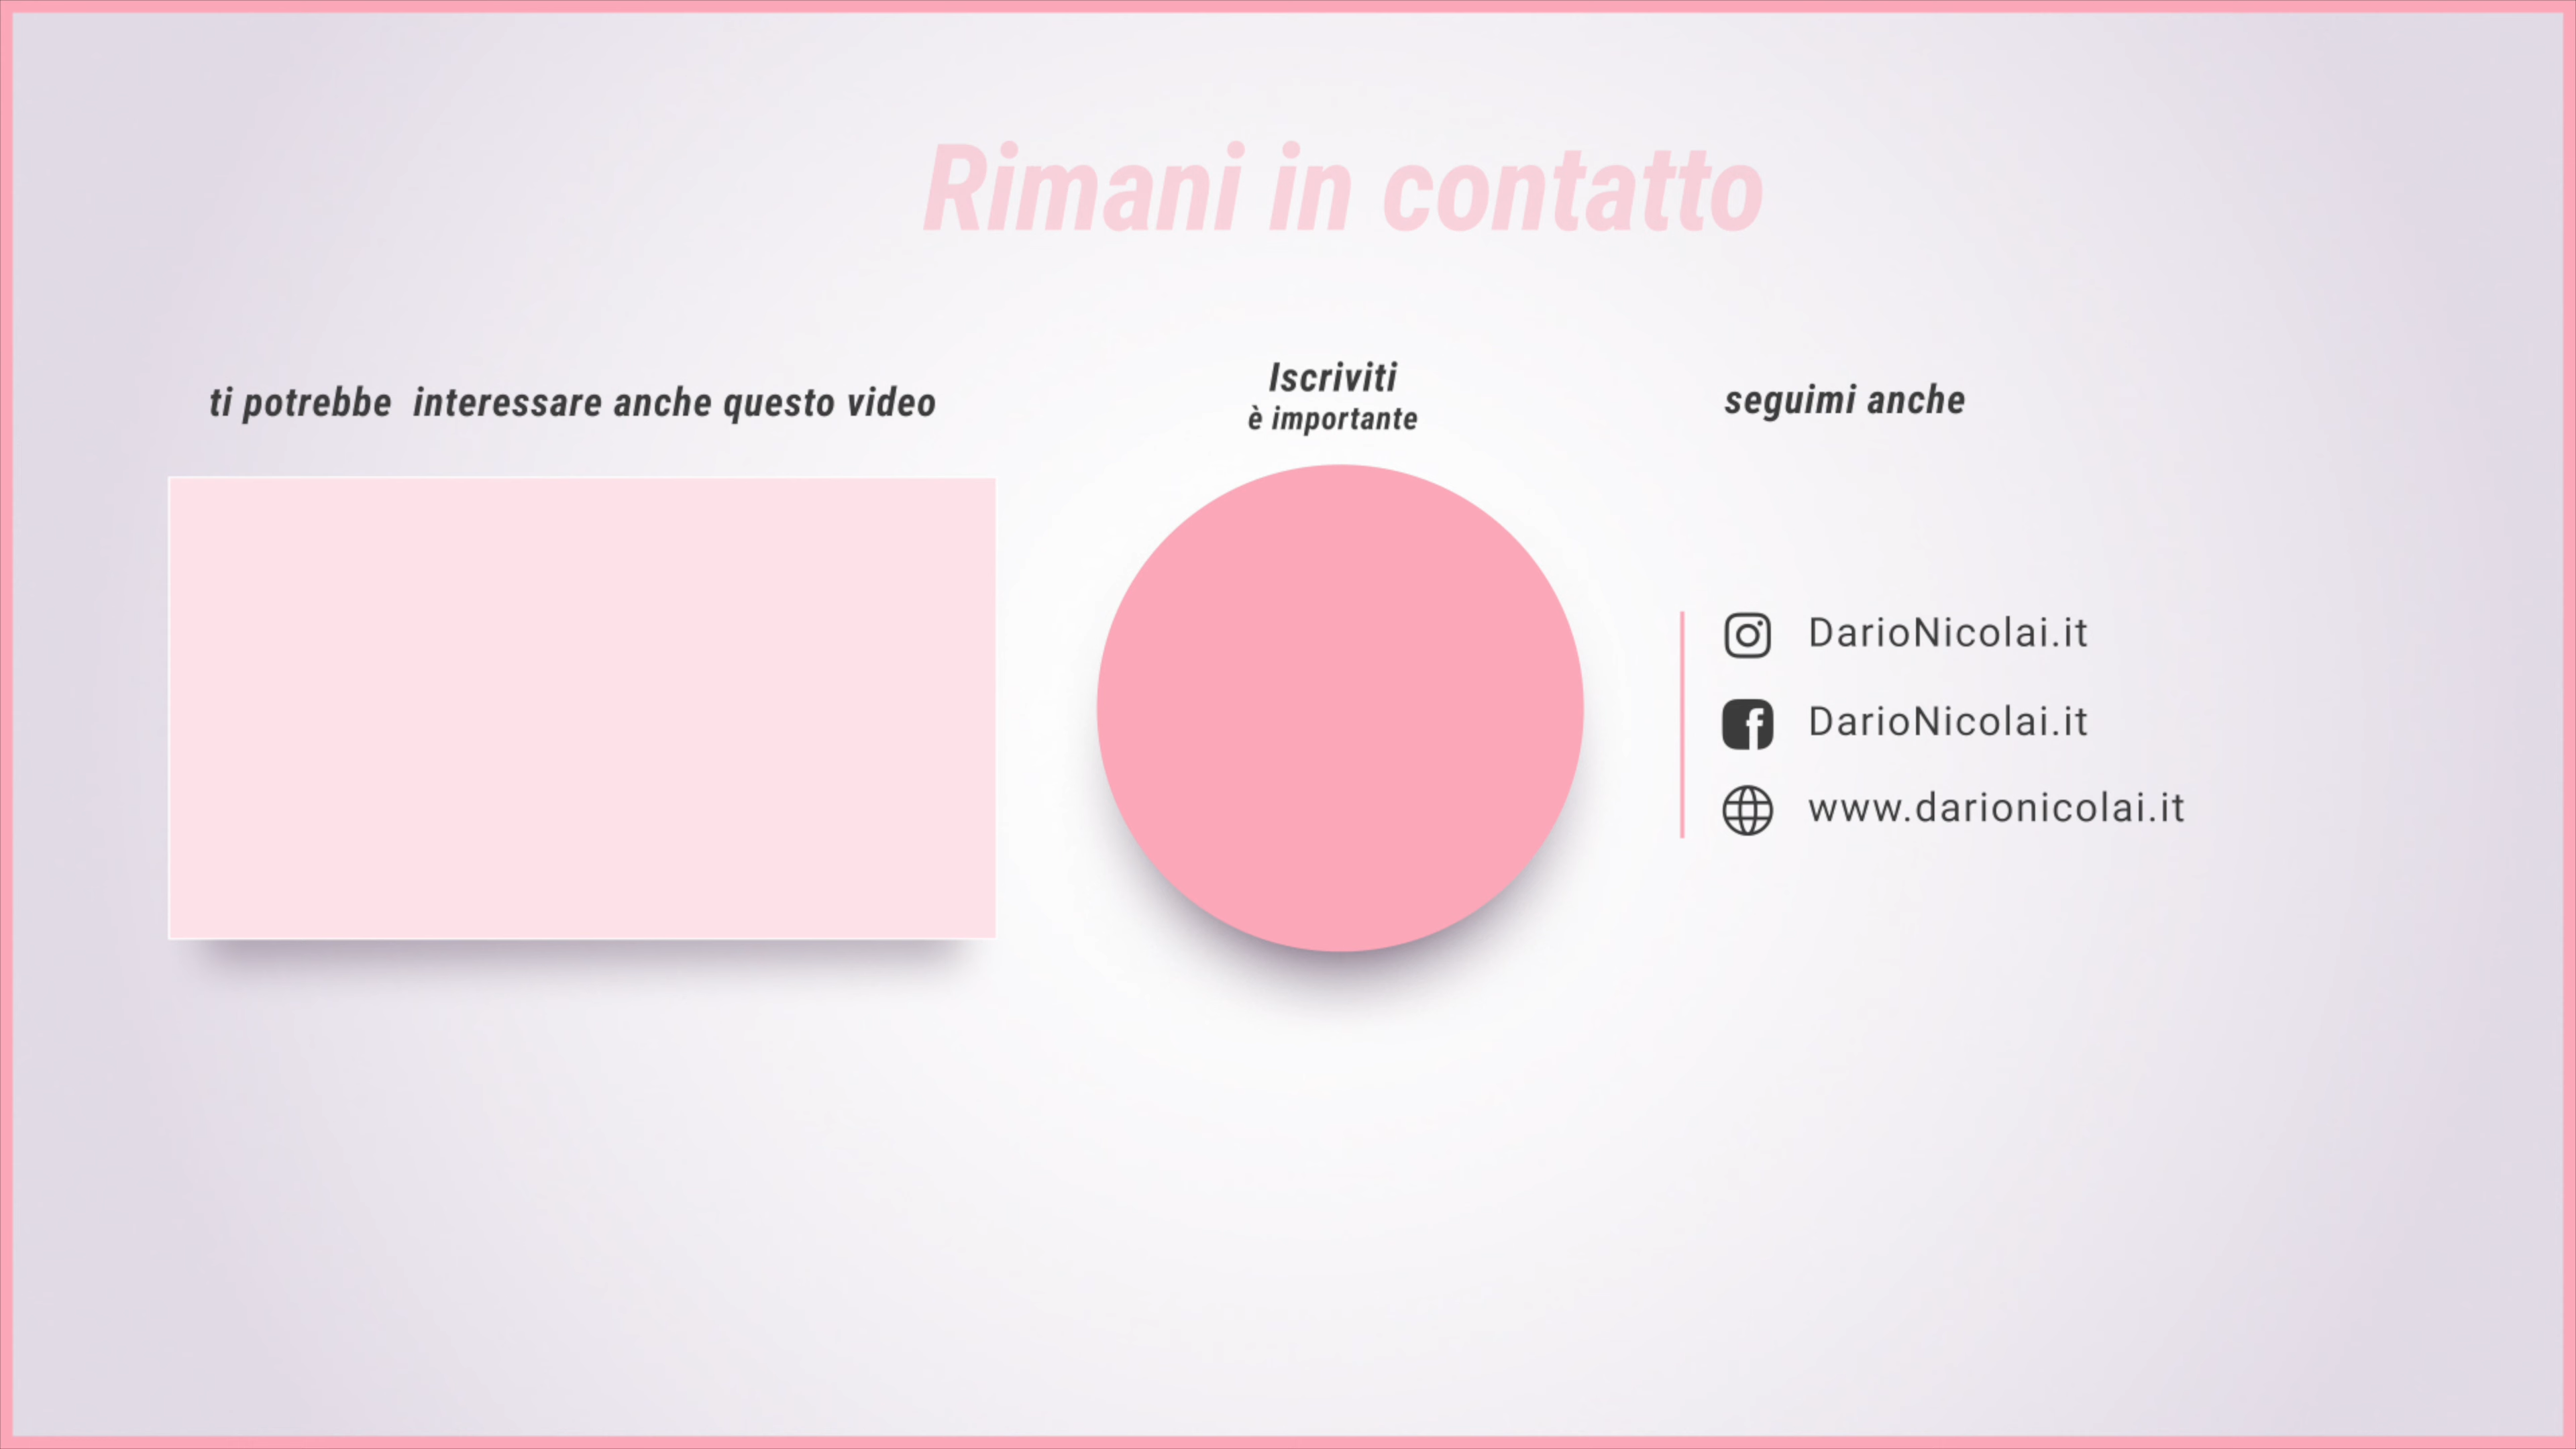 Rimani in contatto
ti potrebbe  interessare anche questo video
Iscriviti
è importante
seguimi anche
DarioNicolai.it
DarioNicolai.it
www.darionicolai.it